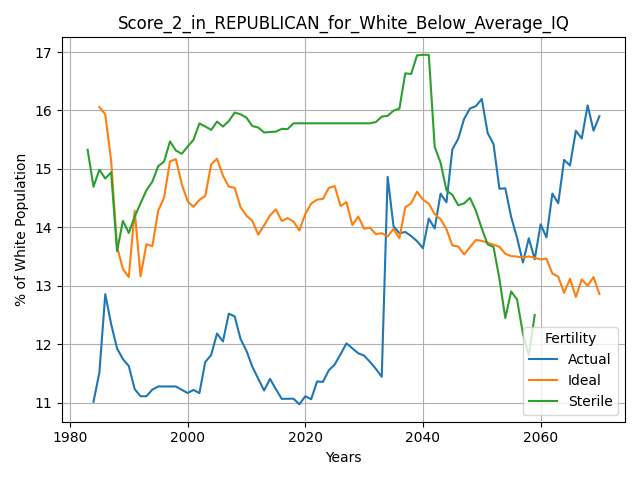 Score_2_in_REPUBLICAN_for_White_Below_Average_IQ
17
16
15
14
13
12
11
% of White Population
1980
2000
2020
2040
2060
Years
Fertility
Actual
Ideal
Sterile